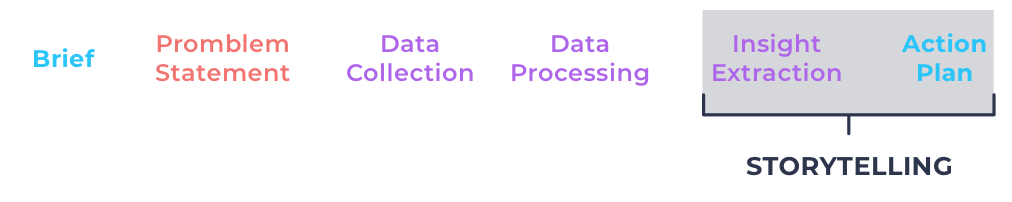 Brief
Promblem
Statement
Data
Collection
Data
Processing
Insight
Extraction
Action
Plan
STORYTELLING